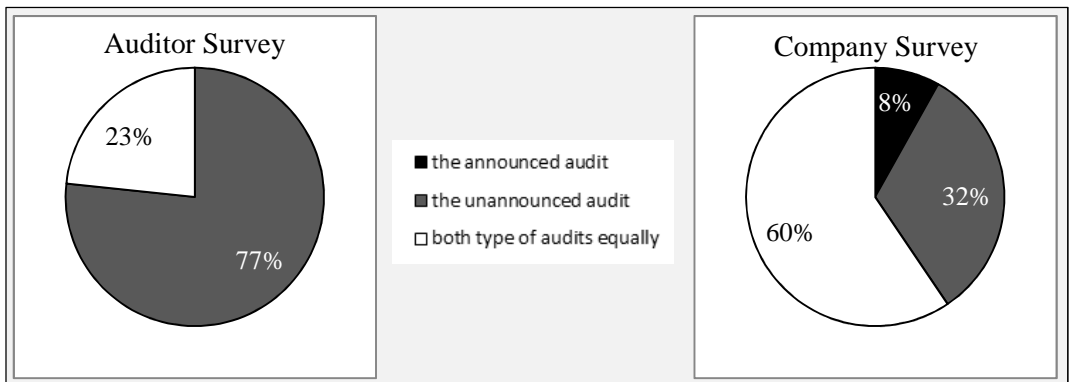 Auditor Survey
23%
77%
the announced audit
the unannounced audit
both type of audits equally
Company Survey
8%
32%
60%